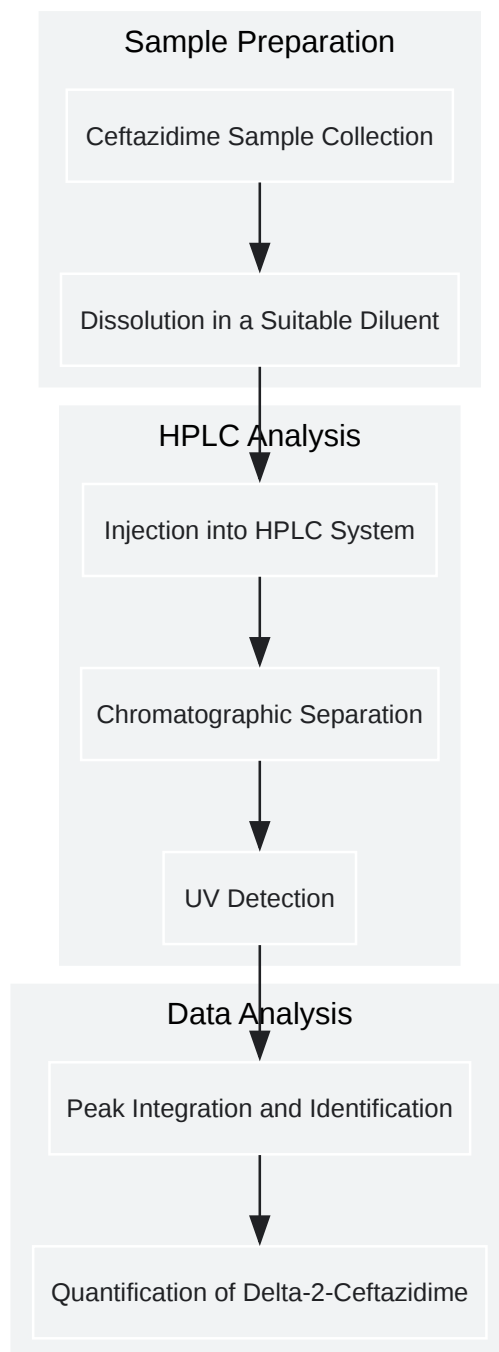 Sample Preparation
Ceftazidime Sample Collection
Dissolution in a Suitable Diluent
HPLC Analysis
Injection into HPLC System
Chromatographic Separation
UV Detection
Data Analysis
Peak Integration and Identification
Quantification of Delta-2-Ceftazidime